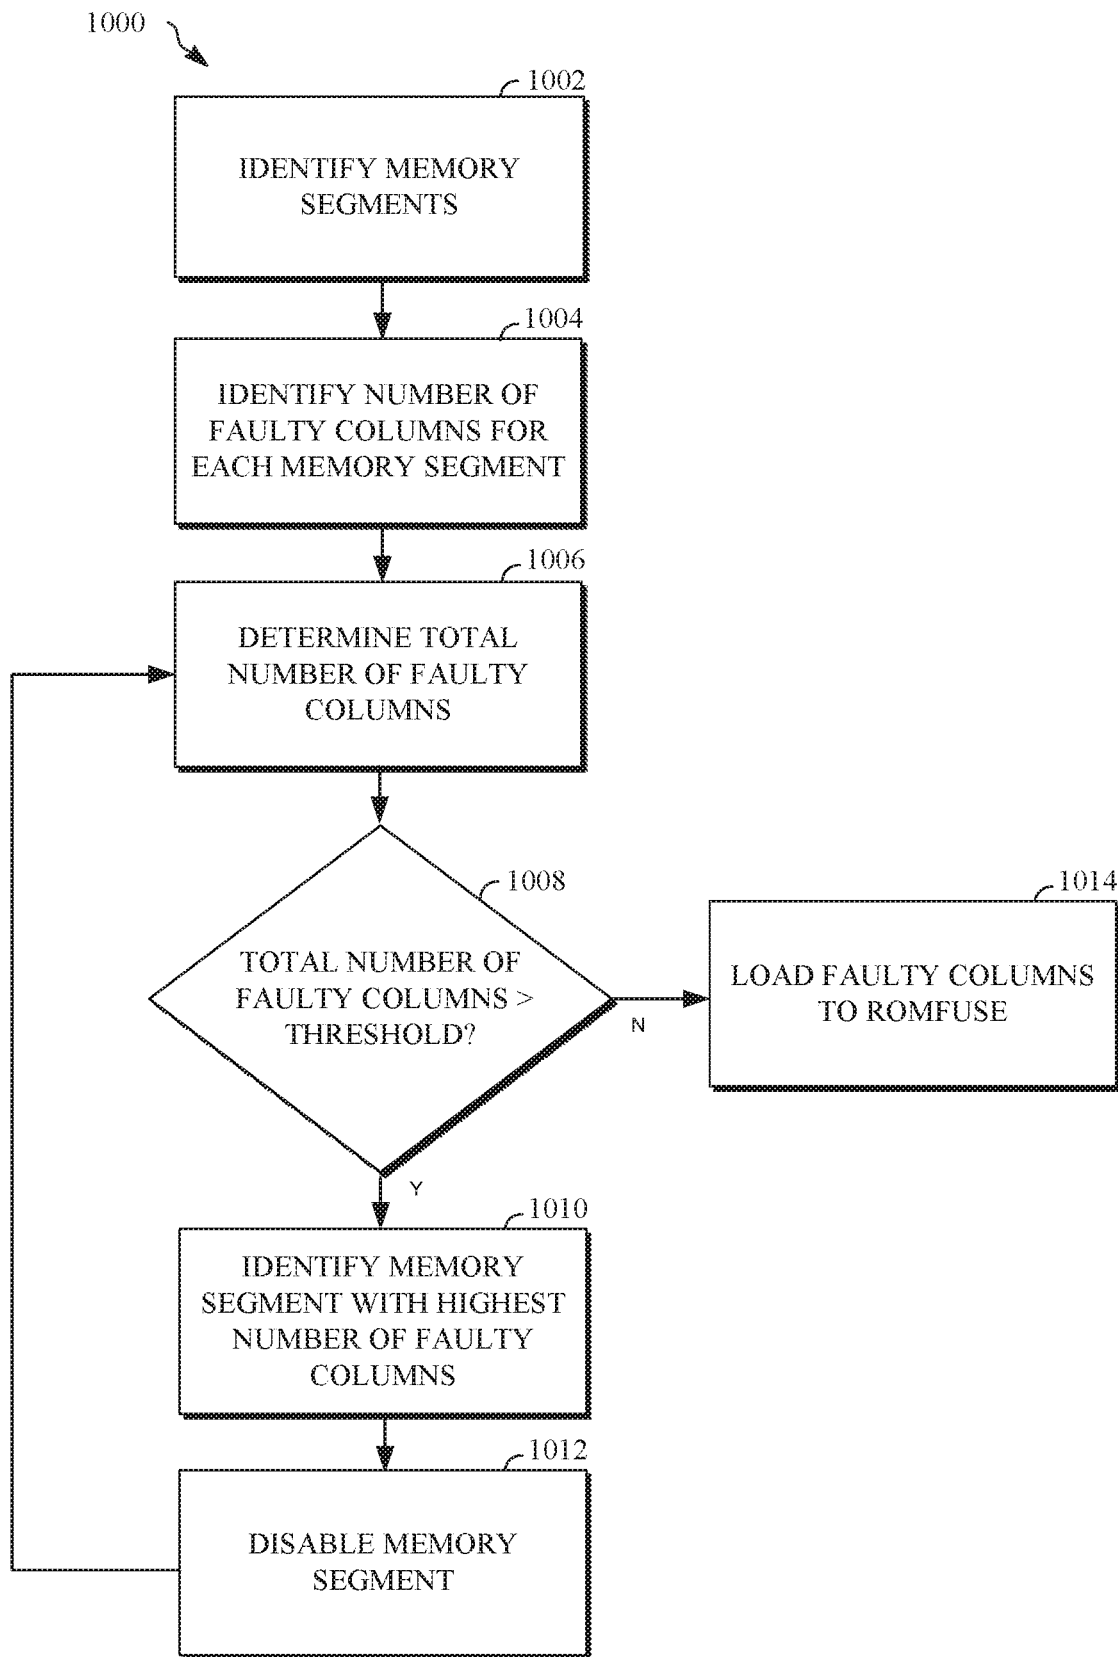 1000
1002
IDENTIFY MEMORY
SEGMENTS
1004
IDENTIFY NUMBER OF
FAULTY COLUMNS FOR
EACH MEMORY SEGMENT
1006
DETERMINE TOTAL
NUMBER OF FAULTY
COLUMNS
1008
TOTAL NUMBER OF
FAULTY COLUMNS >
THRESHOLD?
N
1014
LOAD FAULTY COLUMNS
TO ROMFUSE
Y
1010
IDENTIFY MEMORY
SEGMENT WITH HIGHEST
NUMBER OF FAULTY
COLUMNS
1012
DISABLE MEMORY
SEGMENT